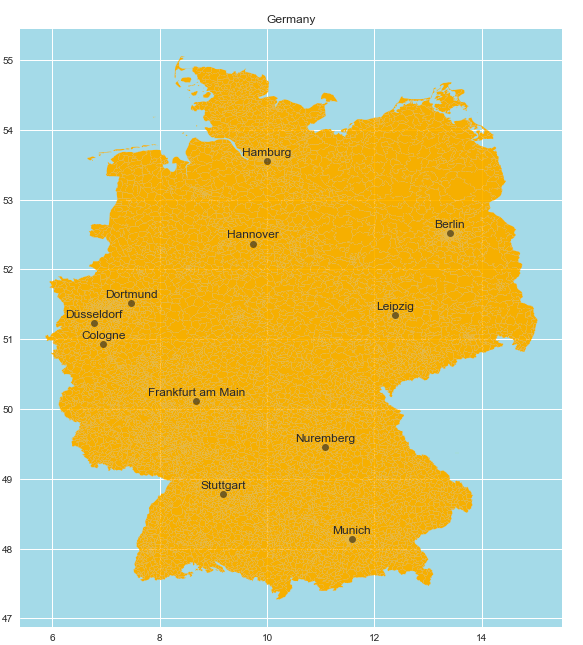 Germany
55
54
Hamburg
53
Berlin
Hannover
52
Dortmund
Leipzig
Düsseldorf
51
Cologne
Frankfurt am Main
50
Nuremberg
49
Stuttgart
Munich
48
47
6 8 10 12 14